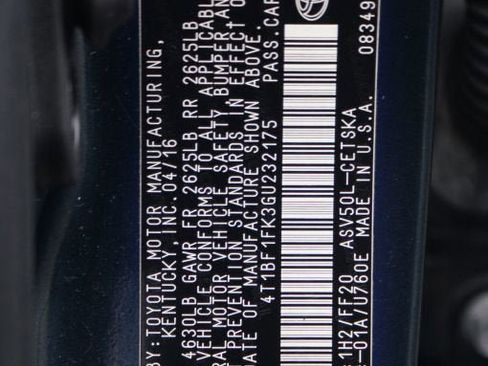 BY: TOYOTA MOTOR MANUFACTURING,
KENTUCKY, INC. 04/16
4630LB GAWR FR 2625LB RR 2625LB
VEHICLE CONFORMS TO ALL APPLICABL
RAL MOTOR VEHICLE SAFETY, BUMPER AN
T PREVENTION STANDARDS IN EFFECT O
DATE OF MANUFACTURE SHOWN ABOVE.
4T1BF1FK3GU232175 PASS.CAR
1H2/FF20 ASV50L-CETSKA
-01A/U760E MADE IN U.S.A. 08349